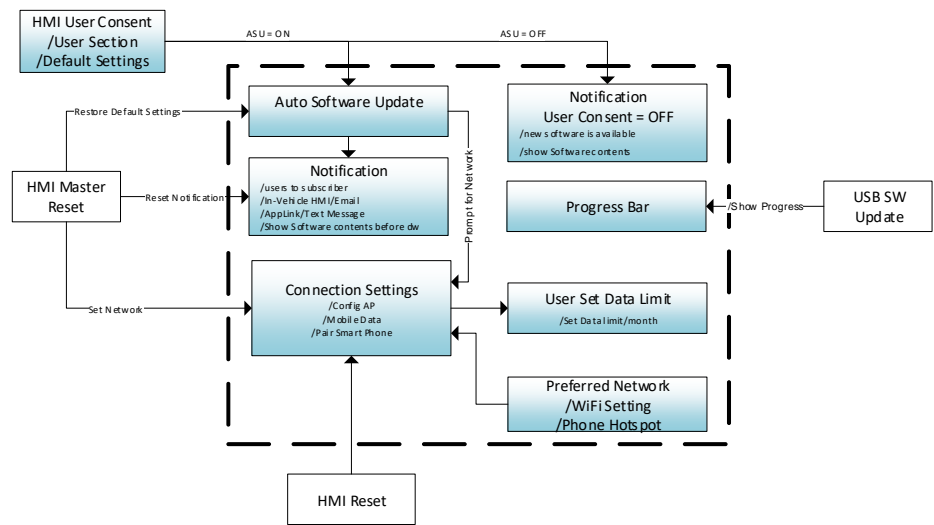 HMI User Consent
/User Section
/Default Settings
ASU = ON
ASU = OFF
Auto Software Update
Notification
User Consent = OFF
/new software is available
/show Software contents
Restore Default Settings
HMI Master
Reset
Reset Notification
Notification
/users to subscriber
/In-Vehicle HMI/Email
/AppLink/Text Message
/Show Software contents before dw
Prompt for Network
Progress Bar
/Show Progress
USB SW
Update
Set Network
Connection Settings
/Config AP
/Mobile Data
/Pair Smart Phone
User Set Data Limit
/Set Data limit/month
Preferred Network
/WiFi Setting
/Phone Hotspot
HMI Reset